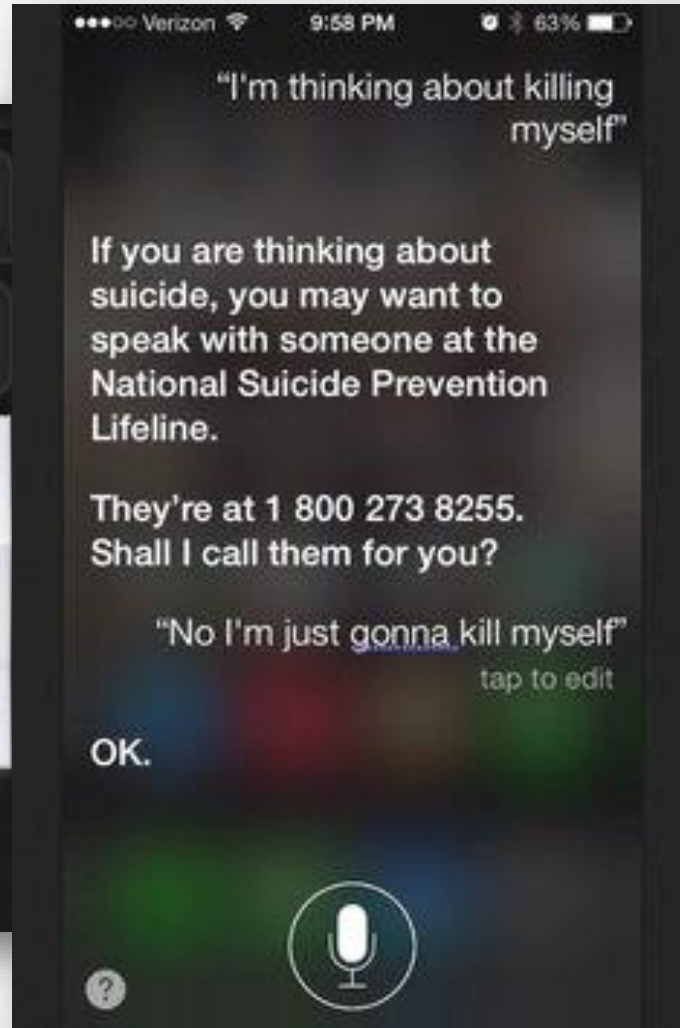 ●●●○○ Verizon 9:58 PM 63%
“I'm thinking about killing
myself”
If you are thinking about
suicide, you may want to
speak with someone at the
National Suicide Prevention
Lifeline.
They’re at 1 800 273 8255.
Shall I call them for you?
“No I'm just gonna kill myself”
tap to edit
OK.
?